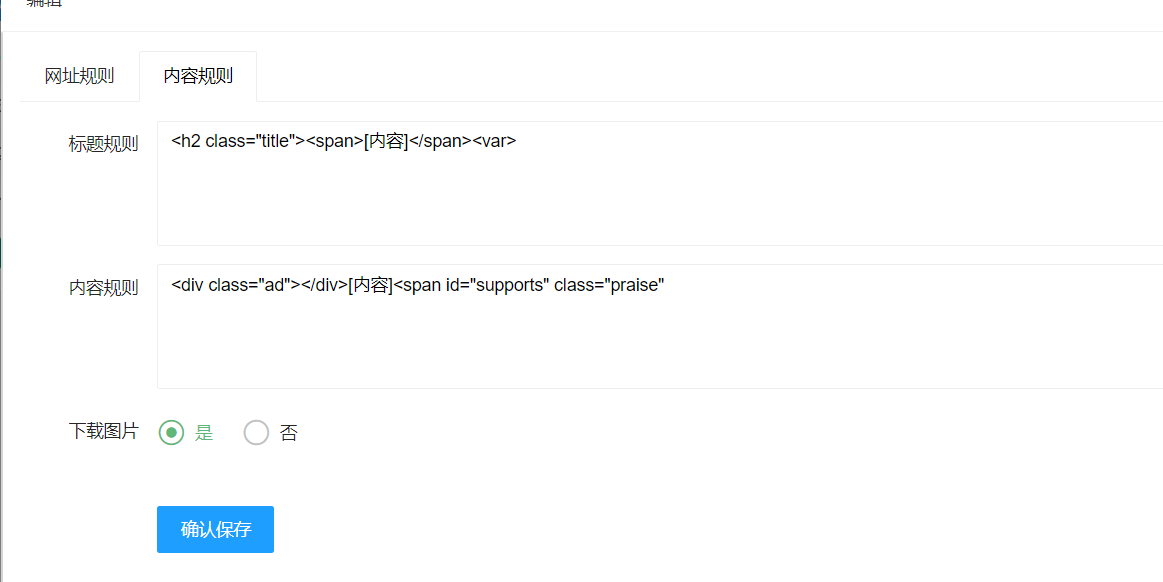 编辑
网址规则 内容规则
标题规则 <h2 class="title"><span>[内容]</span><var>
内容规则 <div class="ad"></div>[内容]<span id="supports" class="praise"
下载图片 是 否
确认保存